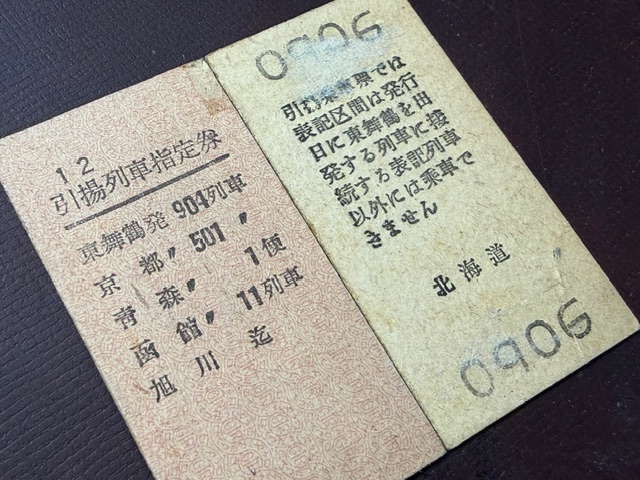 12
引揚列車指定券
東舞鶴発 904列車
京都〃 501〃
青森〃 1便
函館〃 11列車
旭川迄
0906
引揚乗車票では
表記区間は発行
日に東舞鶴を出
発する列車に接
続する表記列車
以外には乗車で
きません
北海道
0906